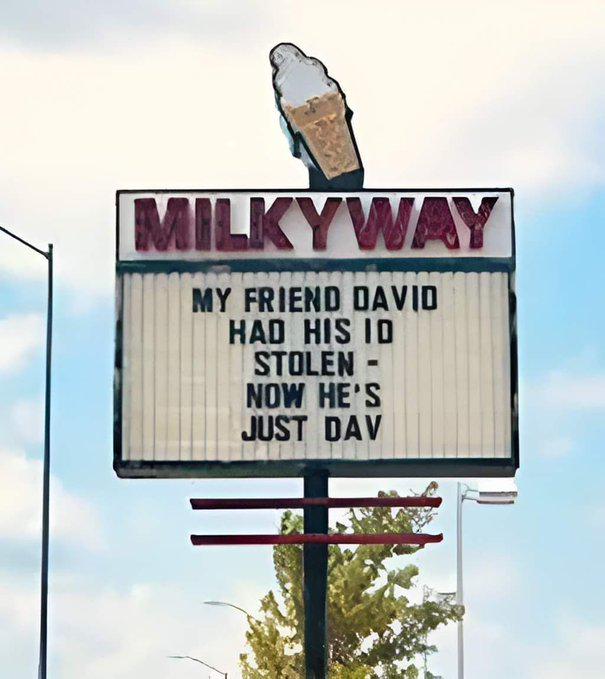 MILKYWAY
MY FRIEND DAVID
HAD HIS ID
STOLEN -
NOW HE'S
JUST DAV